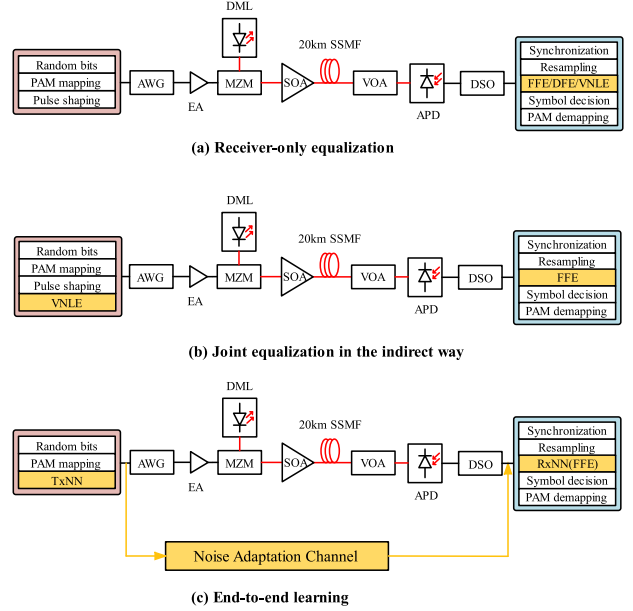 DML
20km SSMF
Random bits
PAM mapping
Pulse shaping
AWG
EA
MZM
SOA
VOA
APD
DSO
Synchronization
Resampling
FFE/DFE/VNLE
Symbol decision
PAM demapping
(a) Receiver-only equalization
DML
20km SSMF
Random bits
PAM mapping
Pulse shaping
VNLE
AWG
EA
MZM
SOA
VOA
APD
DSO
Synchronization
Resampling
FFE
Symbol decision
PAM demapping
(b) Joint equalization in the indirect way
DML
20km SSMF
Random bits
PAM mapping
TxNN
AWG
EA
MZM
SOA
VOA
APD
DSO
Synchronization
Resampling
RxNN(FFE)
Symbol decision
PAM demapping
Noise Adaptation Channel
(c) End-to-end learning